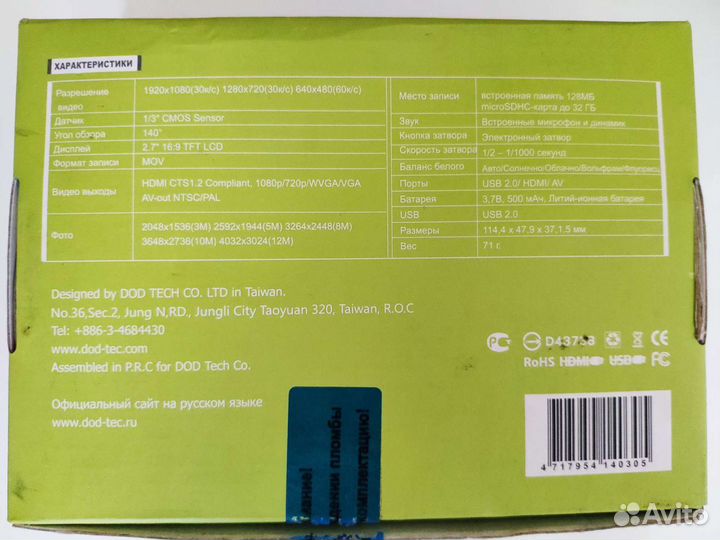 ХАРАКТЕРИСТИКИ
Разрешение видео
1920x1080(30к/с) 1280x720(30к/с) 640x480(60к/с)
Датчик
1/3" CMOS Sensor
Угол обзора
140°
Дисплей
2.7" 16:9 TFT LCD
Формат записи
MOV
Видео выходы
HDMI CTS1.2 Compliant, 1080p/720p/WVGA/VGA
AV-out NTSC/PAL
Фото
2048x1536(3M) 2592x1944(5M) 3264x2448(8M)
3648x2736(10M) 4032x3024(12M)
Место записи
встроенная память 128МБ
microSDHC-карта до 32 ГБ
Звук
Встроенные микрофон и динамик
Кнопка затвора
Электронный затвор
Скорость затвора
1/2 – 1/1000 секунд
Баланс белого
Авто/Солнечно/Облачно/Вольфрам/Флуоресц
Порты
USB 2.0/ HDMI/ AV
Батарея
3,7В, 500 мАч, Литий-ионная батарея
USB
USB 2.0
Размеры
114,4 x 47,9 x 37,1.5 мм
Вес
71 г.
Designed by DOD TECH CO. LTD in Taiwan.
No.36,Sec.2, Jung N,RD., Jungli City Taoyuan 320, Taiwan, R.O.C
Tel: +886-3-4684430
www.dod-tec.com
Assembled in P.R.C for DOD Tech Co.
Официальный сайт на русском языке
www.dod-tec.ru
RoHS HDMI USB FC
4 717954 140305
пломбы
комплектацию!
Avito